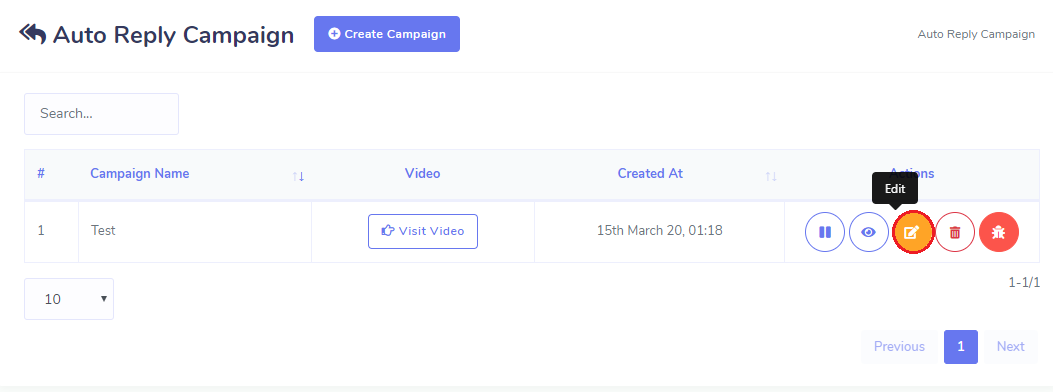 Auto Reply Campaign
Create Campaign
Auto Reply Campaign
Search...
# Campaign Name Video Created At Actions
Edit
1 Test Visit Video 15th March 20, 01:18
1-1/1
10
Previous 1 Next